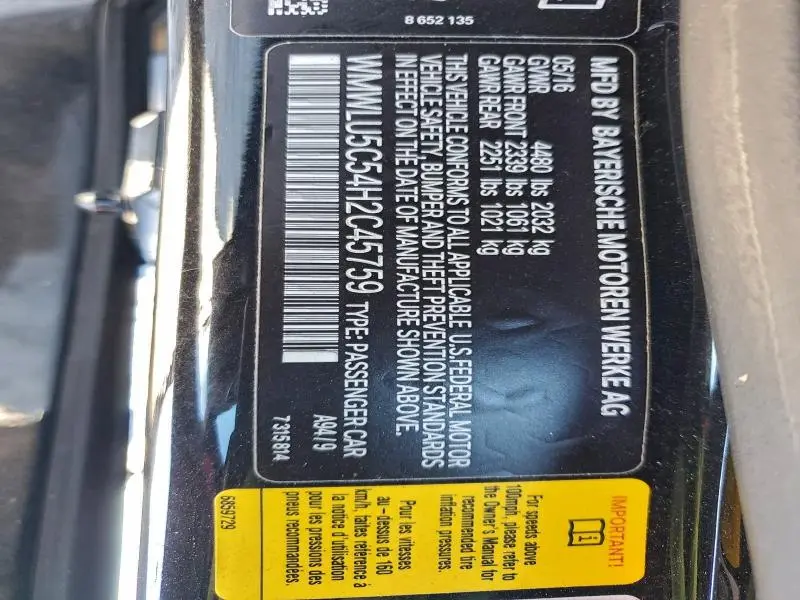 8 652 135
MFD BY BAYERISCHE MOTOREN WERKE AG
05/16
GVWR 4480 lbs 2032 kg
GAWR FRONT 2339 lbs 1061 kg
GAWR REAR 2251 lbs 1021 kg
THIS VEHICLE CONFORMS TO ALL APPLICABLE U.S.FEDERAL MOTOR
VEHICLE SAFETY, BUMPER AND THEFT PREVENTION STANDARDS
IN EFFECT ON THE DATE OF MANUFACTURE SHOWN ABOVE.
WMWLU5C54H2C45759 TYPE: PASSENGER CAR
A94/9
7315814
IMPORTANT!
For speeds above
100mph, please refer to
the Owner's Manual for
recommended tire
inflation pressures.
Pour les vitesses
au-dessus de 160
km/h, faites référence à
la notice d'utilisation
pour les pressions des
pneus recommandées.
6859729